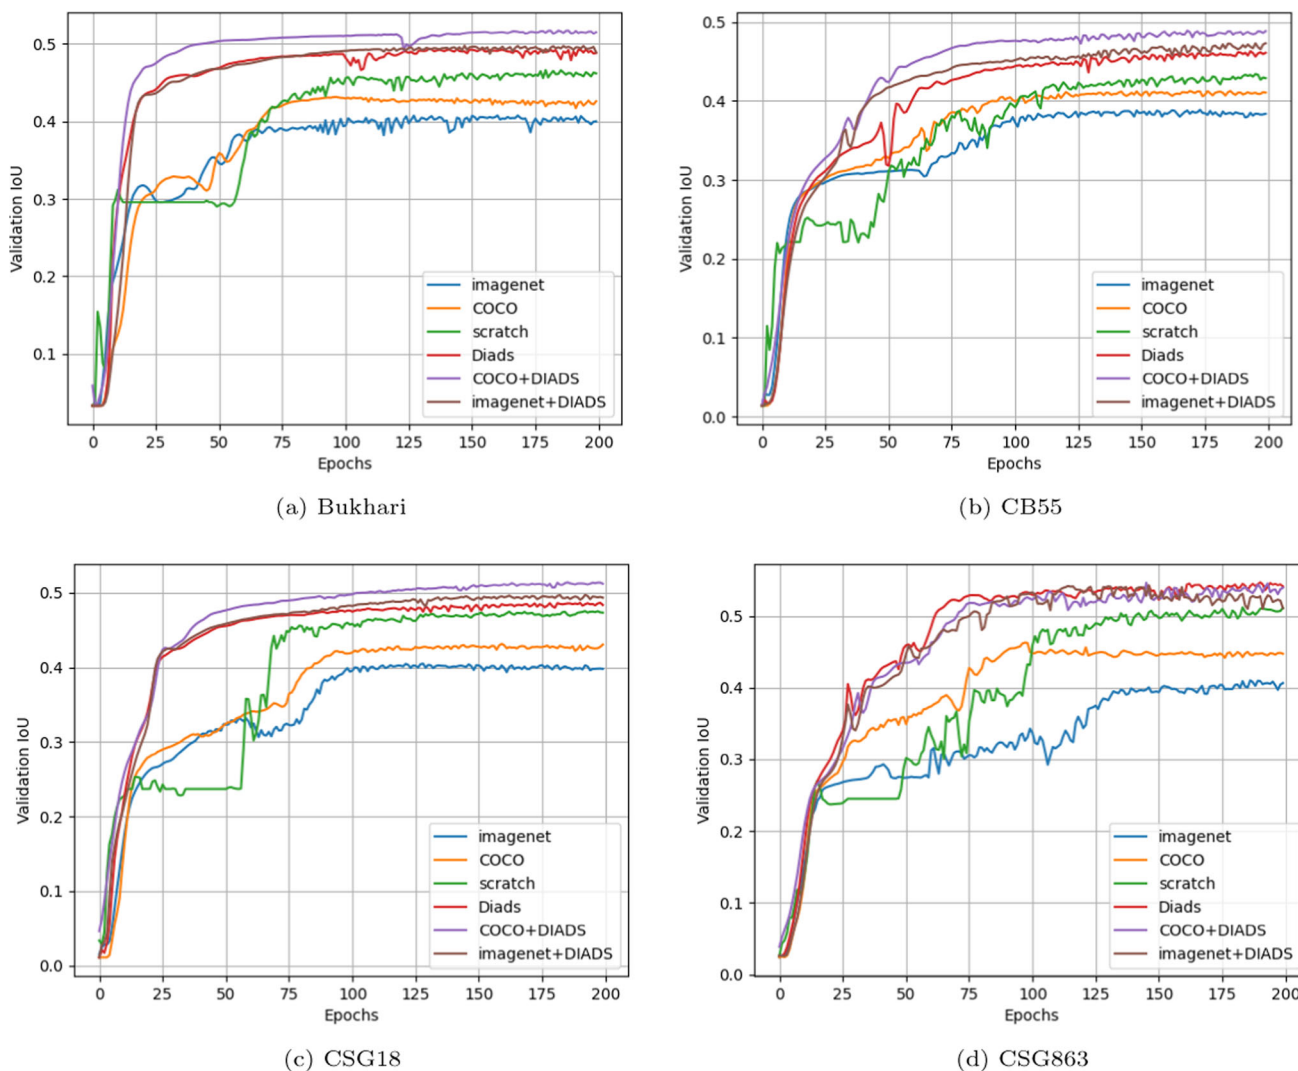 0.5
0.4
0.3
0.2
0.1
Validation IoU
0 25 50 75 100 125 150 175 200
Epochs
imagenet
COCO
scratch
Diads
COCO+DIADS
imagenet+DIADS
(a) Bukhari
0.5
0.4
0.3
0.2
0.1
0.0
Validation IoU
0 25 50 75 100 125 150 175 200
Epochs
imagenet
COCO
scratch
Diads
COCO+DIADS
imagenet+DIADS
(b) CB55
0.5
0.4
0.3
0.2
0.1
0.0
Validation IoU
0 25 50 75 100 125 150 175 200
Epochs
imagenet
COCO
scratch
Diads
COCO+DIADS
imagenet+DIADS
(c) CSG18
0.5
0.4
0.3
0.2
0.1
0.0
Validation IoU
0 25 50 75 100 125 150 175 200
Epochs
imagenet
COCO
scratch
Diads
COCO+DIADS
imagenet+DIADS
(d) CSG863